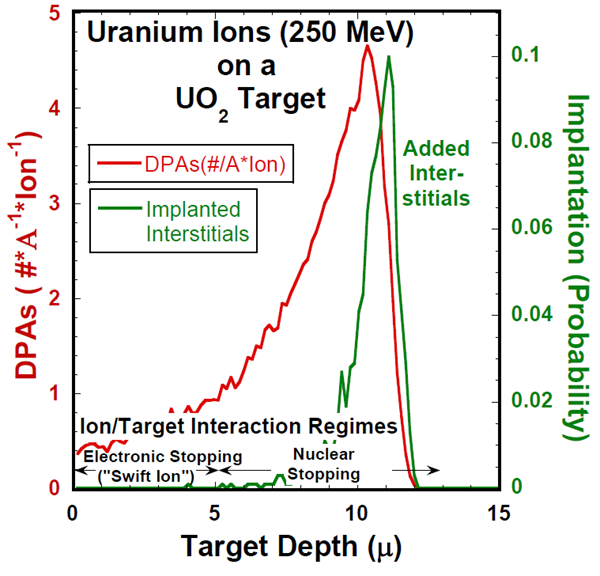 Uranium Ions (250 MeV)
on a
UO₂ Target
DPAs(#/A*Ion)
Implanted
Interstitials
Added
Inter-
stitials
Ion/Target Interaction Regimes
Electronic Stopping
("Swift Ion")
Nuclear
Stopping
DPAs ( #*A⁻¹*Ion⁻¹)
5
4
3
2
1
0
Implantation (Probability)
0.1
0.08
0.06
0.04
0.02
0
0 5 10 15
Target Depth (μ)